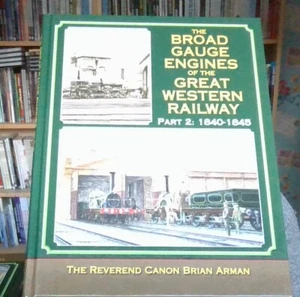 THE
BROAD
GAUGE
ENGINES
OF THE
GREAT
WESTERN
RAILWAY
PART 2: 1840-1845
THE REVEREND CANON BRIAN ARMAN